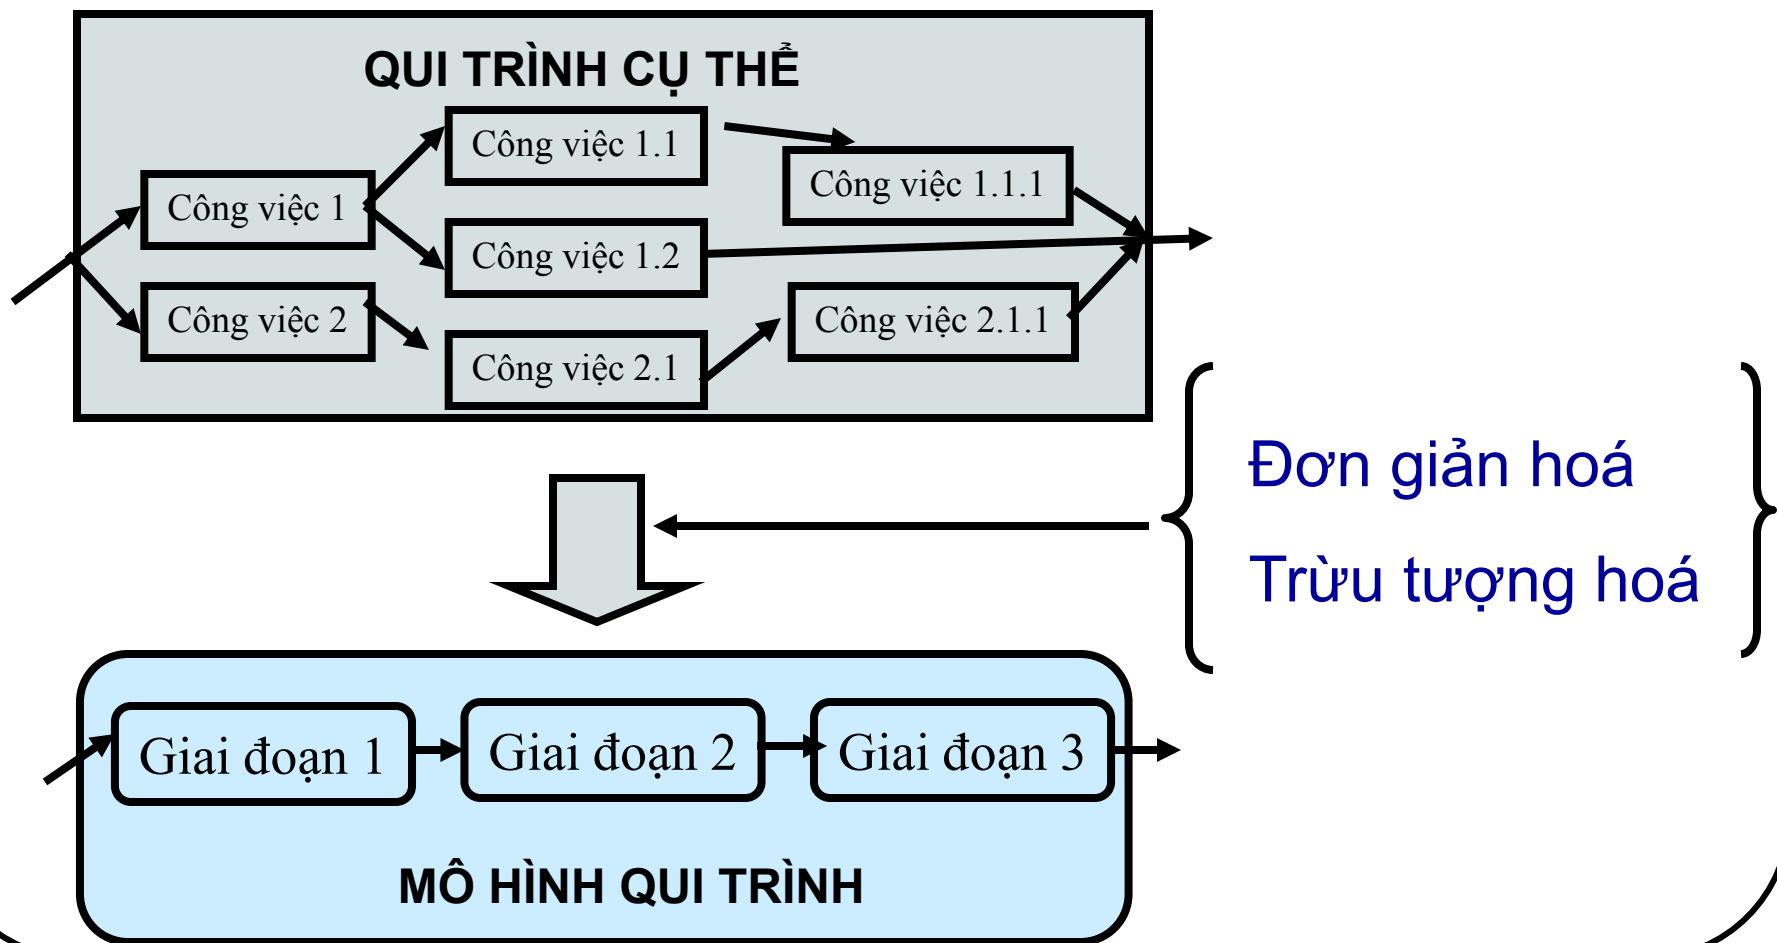 QUI TRÌNH CỤ THỂ
Công việc 1.1
Công việc 1.1.1
Công việc 1
Công việc 1.2
Công việc 2
Công việc 2.1.1
Công việc 2.1
Đơn giản hoá
Trừu tượng hoá
Giai đoạn 1
Giai đoạn 2
Giai đoạn 3
MÔ HÌNH QUI TRÌNH